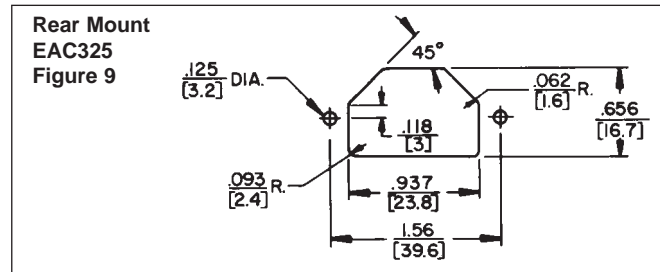 Rear Mount
EAC325
Figure 9
45°
.125 DIA.
[3.2]
.062 R.
[1.6]
.656
[16.7]
.118
[3]
.093 R.
[2.4]
.937
[23.8]
1.56
[39.6]